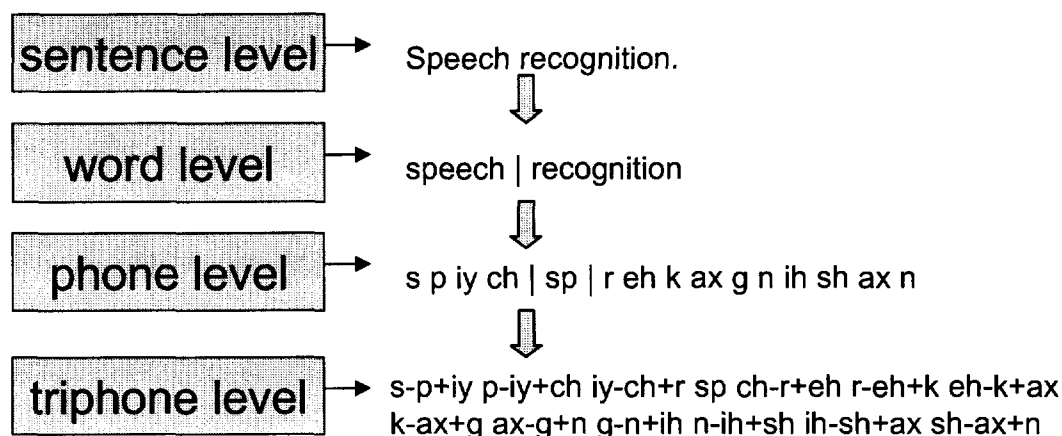 sentence level
Speech recognition.
word level
speech | recognition
phone level
s p iy ch | sp | r eh k ax g n ih sh ax n
triphone level
s-p+iy p-iy+ch iy-ch+r sp ch-r+eh r-eh+k eh-k+ax
k-ax+g ax-g+n g-n+ih n-ih+sh ih-sh+ax sh-ax+n